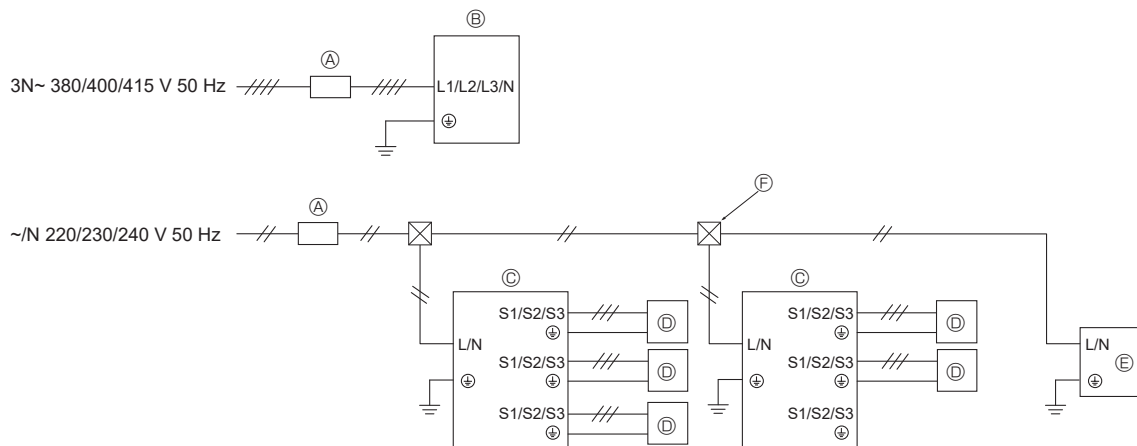 Ⓑ
Ⓐ
3N~ 380/400/415 V 50 Hz
L1/L2/L3/N
Ⓕ
Ⓐ
~/N 220/230/240 V 50 Hz
Ⓒ
Ⓒ
S1/S2/S3
Ⓓ
S1/S2/S3
Ⓓ
L/N
L/N
L/N
S1/S2/S3
Ⓓ
S1/S2/S3
Ⓓ
Ⓔ
S1/S2/S3
Ⓓ
S1/S2/S3